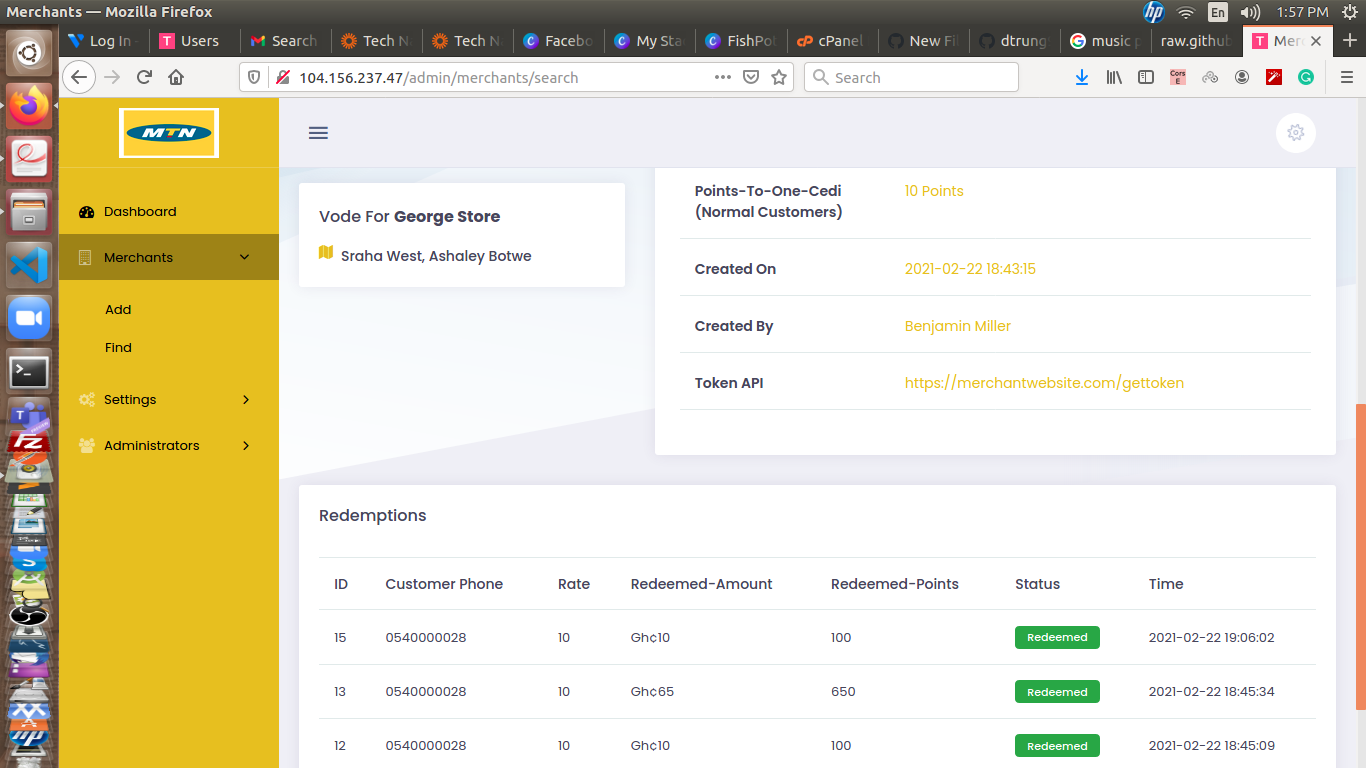 Merchants — Mozilla Firefox
En
1:57 PM
Log In
Users
Search
Tech N
Tech N
Facebo
My Sta
FishPot
cPanel
New Fi
dtrung
music p
raw.githu
Mer
104.156.237.47/admin/merchants/search
Search
MTN
Dashboard
Merchants
Add
Find
Settings
Administrators
Vode For George Store
Sraha West, Ashaley Botwe
Points-To-One-Cedi
(Normal Customers)
10 Points
Created On
2021-02-22 18:43:15
Created By
Benjamin Miller
Token API
https://merchantwebsite.com/gettoken
Redemptions
ID Customer Phone Rate Redeemed-Amount Redeemed-Points Status Time
15 0540000028 10 Gh¢10 100 Redeemed 2021-02-22 19:06:02
13 0540000028 10 Gh¢65 650 Redeemed 2021-02-22 18:45:34
12 0540000028 10 Gh¢10 100 Redeemed 2021-02-22 18:45:09